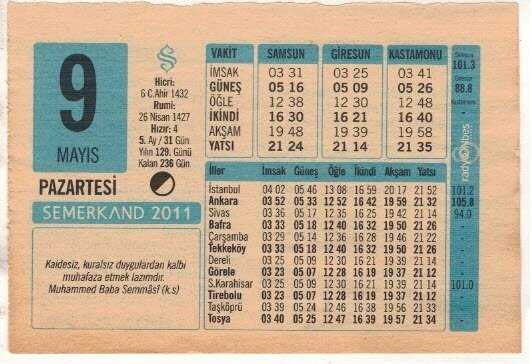 9
MAYIS
PAZARTESİ
SEMERKAND 2011
Kaidesiz, kuralsız duygulardan kalbi
muhafaza etmek lazımdır.
Muhammed Baba Semmâsî (k.s)
Hicri:
6 C.Ahir 1432
Rumi:
26 Nisan 1427
Hızır: 4
5. Ay / 31 Gün
Yılın 129. Günü
Kalan 236 Gün
VAKİT SAMSUN GİRESUN KASTAMONU
İMSAK 03 31 03 25 03 41
GÜNEŞ 05 16 05 09 05 26
ÖĞLE 12 38 12 30 12 50
İKİNDİ 16 30 16 21 16 40
AKŞAM 19 48 19 39 19 58
YATSI 21 24 21 14 21 35
İller İmsak Güneş Öğle İkindi Akşam Yatsı
İstanbul 04 02 05 46 13 08 16 59 20 17 21 52
Ankara 03 52 05 33 12 52 16 42 19 59 21 32
Sivas 03 36 05 17 12 37 16 26 19 43 21 17
Bafra 03 33 05 18 12 40 16 32 19 50 21 26
Çarşamba 03 29 05 14 12 36 16 28 19 46 21 22
Tekkeköy 03 33 05 18 12 40 16 32 19 50 21 26
Dereli 03 25 05 09 12 30 16 21 19 39 21 14
Görele 03 23 05 07 12 28 16 19 19 37 21 12
S.Karahisar 03 25 05 08 12 28 16 19 19 36 21 10
Tirebolu 03 23 05 07 12 28 16 19 19 37 21 12
Taşköprü 03 39 05 24 12 48 16 38 19 56 21 33
Tosya 03 40 05 25 12 47 16 39 19 57 21 34
Samsun
101.3
Giresun
88.8
Kastamonu
101.2
105.8
94.0
101.0